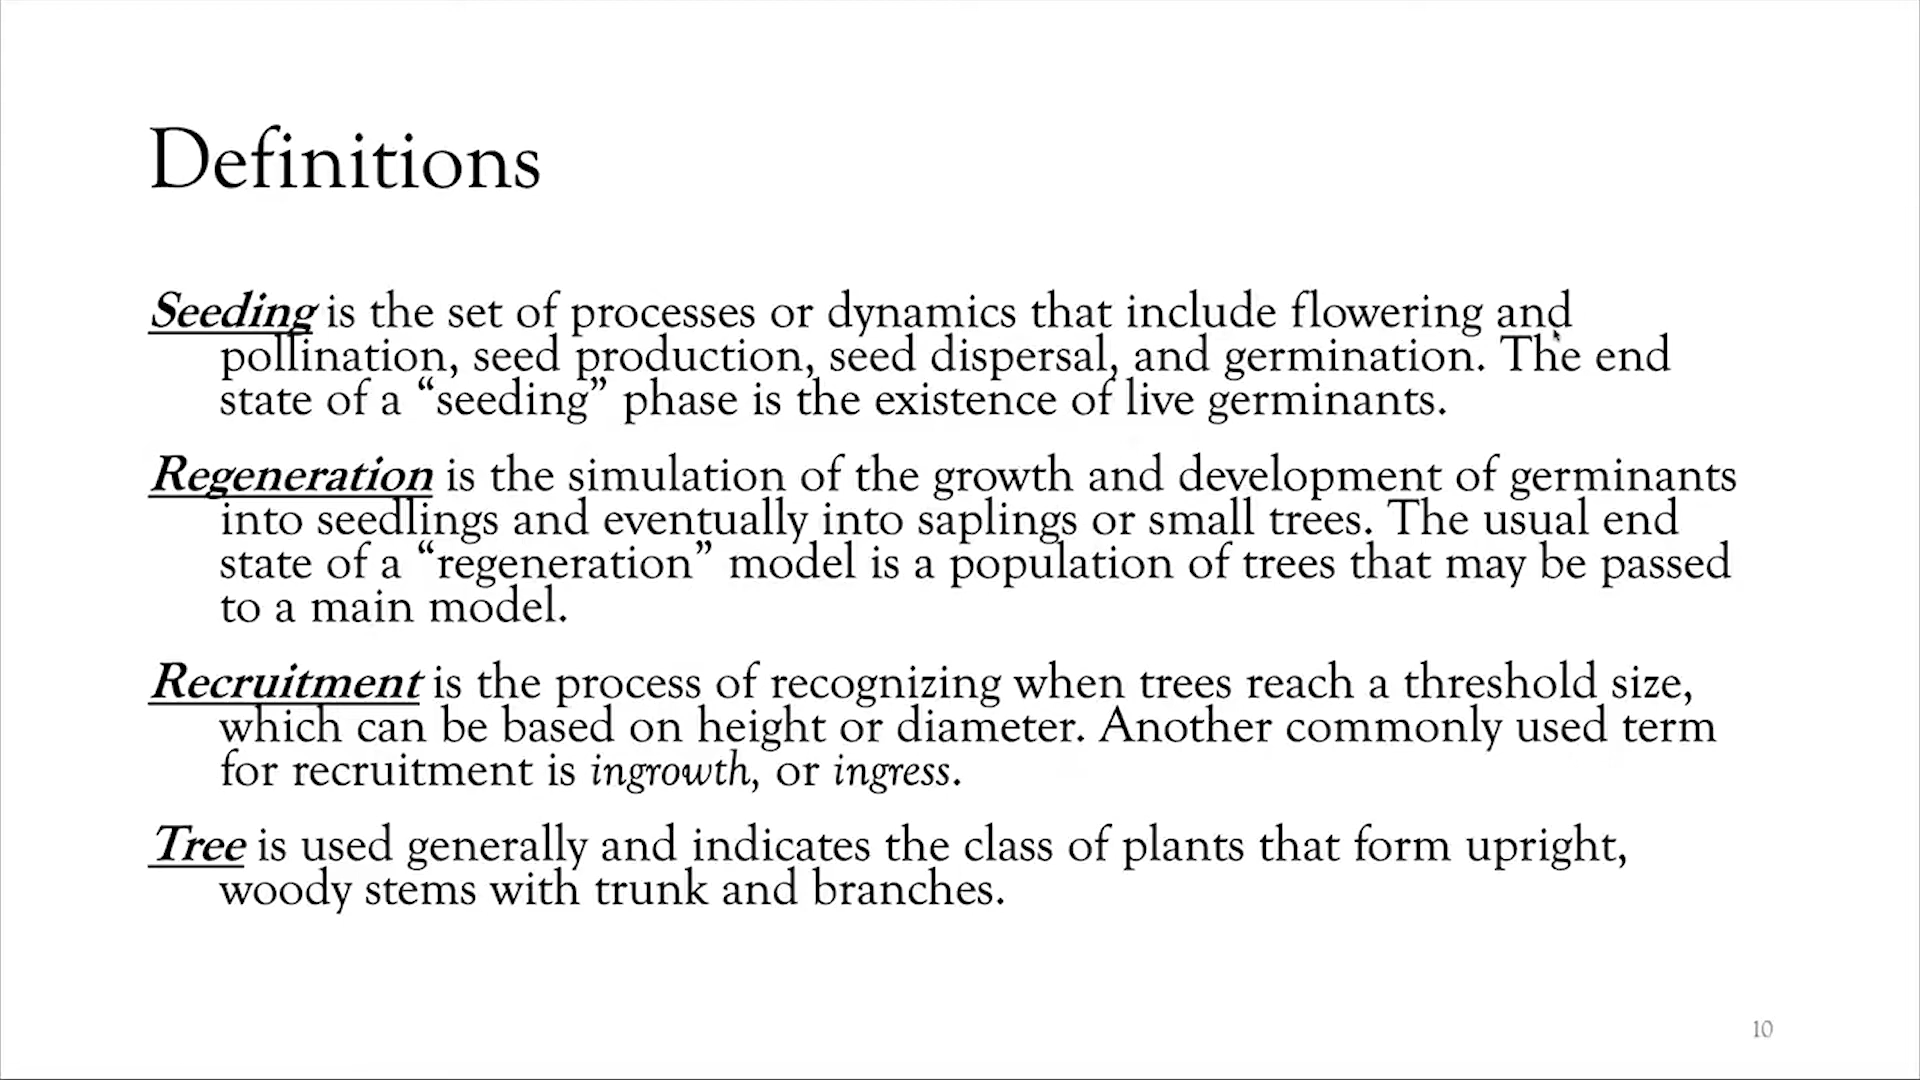 Definitions
Seeding is the set of processes or dynamics that include flowering and
pollination, seed production, seed dispersal, and germination. The end
state of a “seeding” phase is the existence of live germinants.
Regeneration is the simulation of the growth and development of germinants
into seedlings and eventually into saplings or small trees. The usual end
state of a “regeneration” model is a population of trees that may be passed
to a main model.
Recruitment is the process of recognizing when trees reach a threshold size,
which can be based on height or diameter. Another commonly used term
for recruitment is ingrowth, or ingress.
Tree is used generally and indicates the class of plants that form upright,
woody stems with trunk and branches.
10